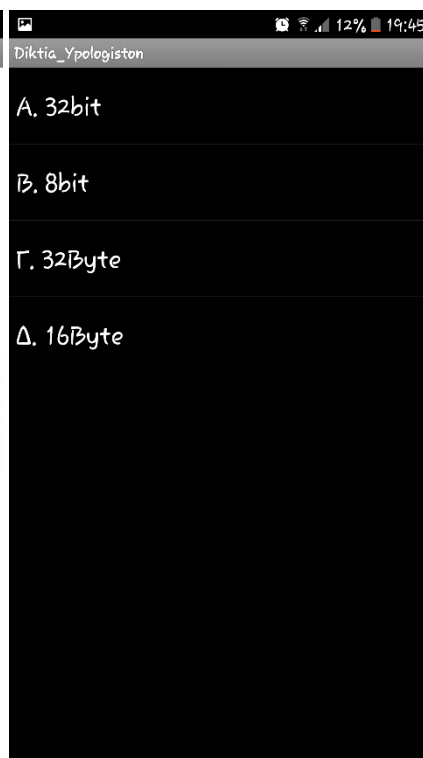 12% 19:45
Diktia_Ypologiston
Α. 32bit
Β. 8bit
Γ. 32Byte
Δ. 16Byte